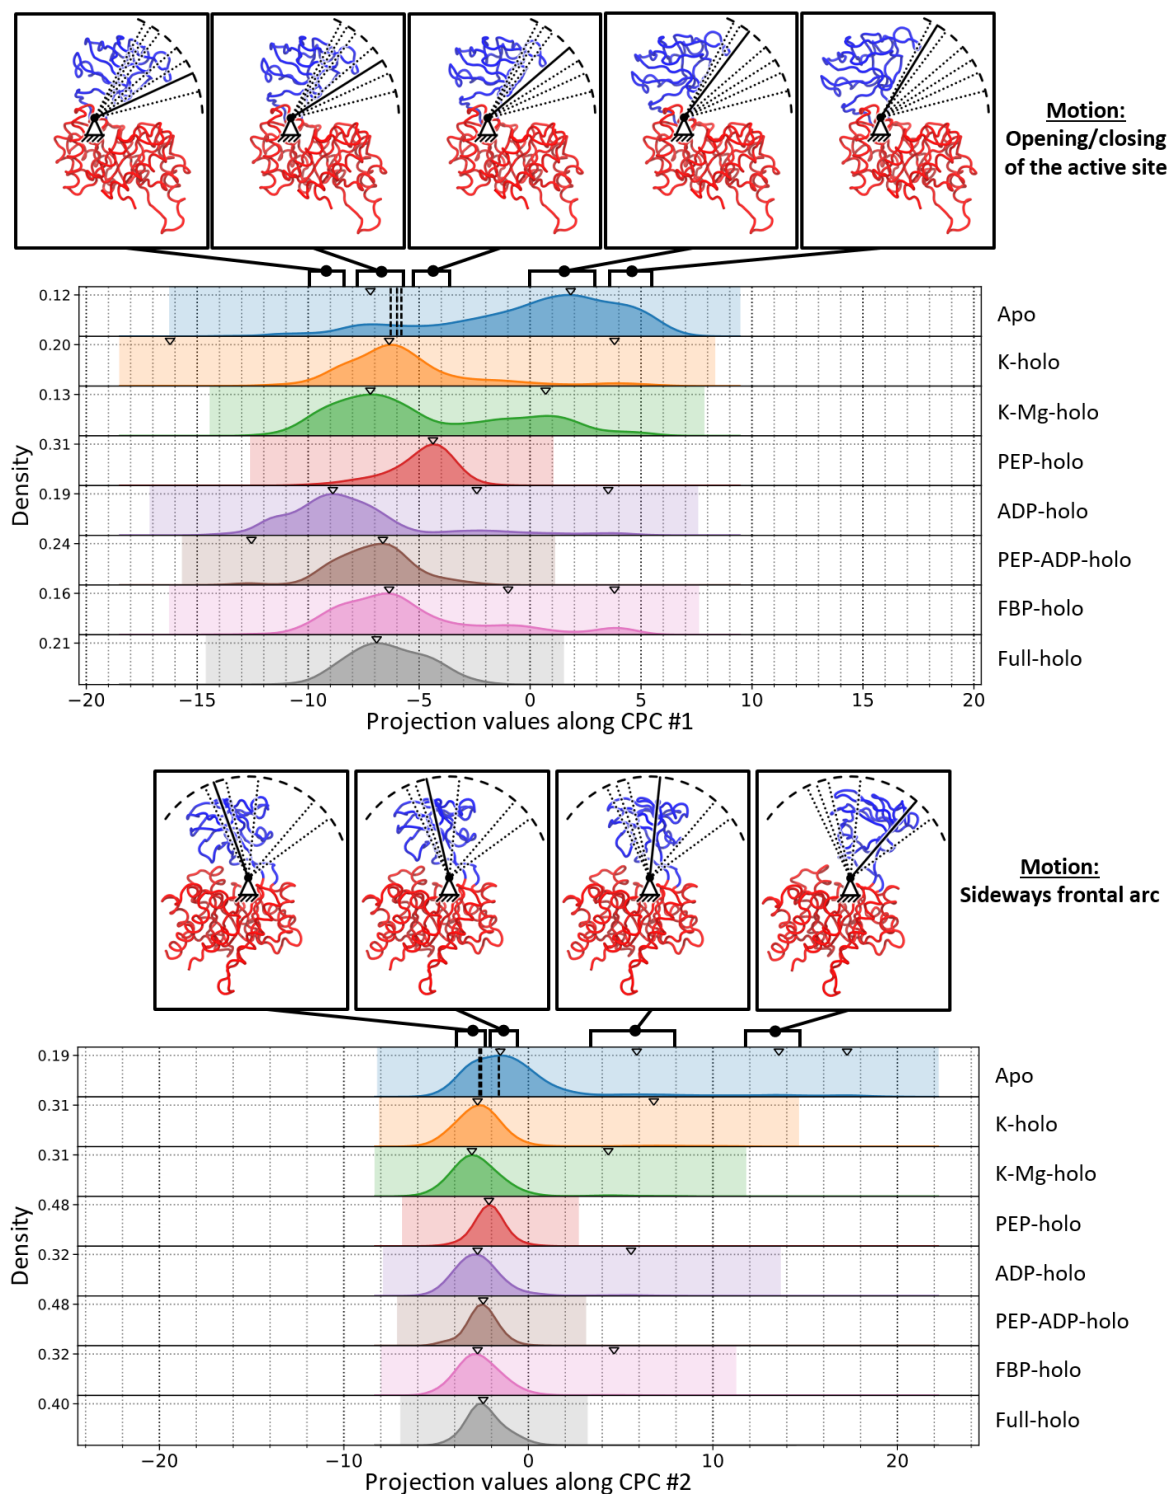 Motion:
Opening/closing
of the active site
0.12
Apo
0.20
K-holo
0.13
K-Mg-holo
0.31
PEP-holo
Density
0.19
ADP-holo
0.24
PEP-ADP-holo
0.16
FBP-holo
0.21
Full-holo
−20 −15 −10 −5 0 5 10 15 20
Projection values along CPC #1
Motion:
Sideways frontal arc
0.19
Apo
0.31
K-holo
0.31
K-Mg-holo
0.48
PEP-holo
Density
0.32
ADP-holo
0.48
PEP-ADP-holo
0.32
FBP-holo
0.40
Full-holo
−20 −10 0 10 20
Projection values along CPC #2